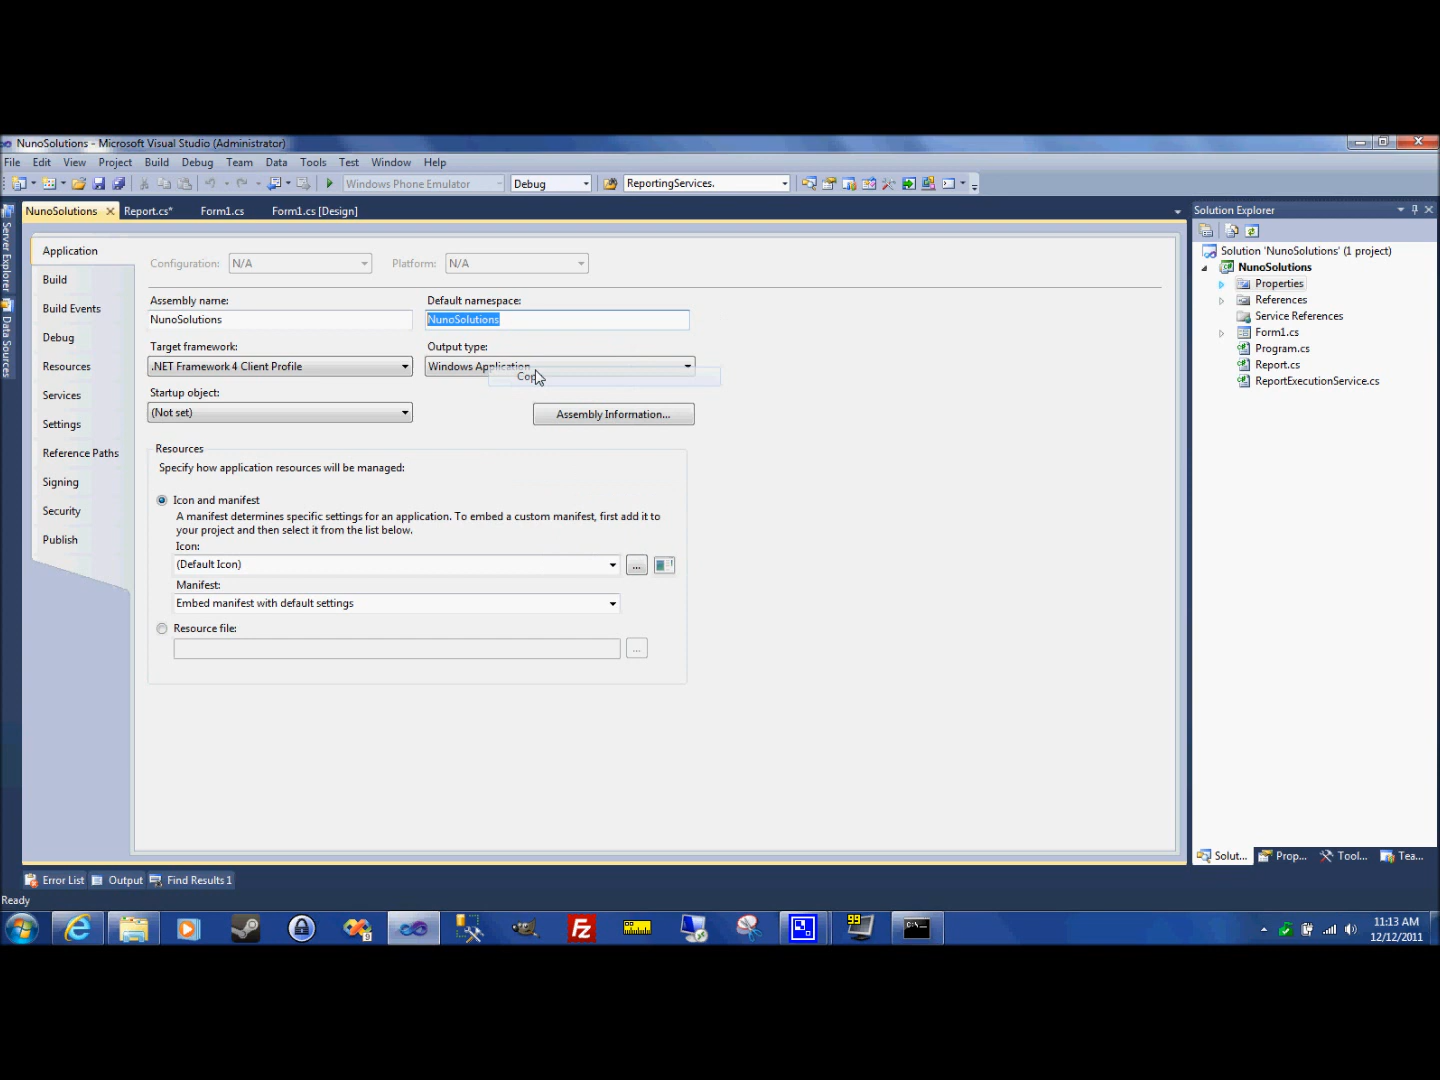 NunoSolutions - Microsoft Visual Studio (Administrator)
File Edit View Project Build Debug Team Data Tools Test Window Help
Windows Phone Emulator Debug ReportingServices.
NunoSolutions Report.cs* Form1.cs Form1.cs [Design]
Server Explorer
Data Sources
Application
Build
Build Events
Debug
Resources
Services
Settings
Reference Paths
Signing
Security
Publish
Configuration: N/A Platform: N/A
Assembly name: Default namespace:
NunoSolutions NunoSolutions
Target framework: Output type:
.NET Framework 4 Client Profile Windows Application
Startup object:
(Not set) Assembly Information...
Resources
Specify how application resources will be managed:
Icon and manifest
A manifest determines specific settings for an application. To embed a custom manifest, first add it to
your project and then select it from the list below.
Icon:
(Default Icon) ...
Manifest:
Embed manifest with default settings
Resource file:
...
Solution Explorer
Solution 'NunoSolutions' (1 project)
NunoSolutions
Properties
References
Service References
Form1.cs
Program.cs
Report.cs
ReportExecutionService.cs
Solut... Prop... Tool... Tea...
Error List Output Find Results 1
Ready
Fz
99
11:13 AM
12/12/2011